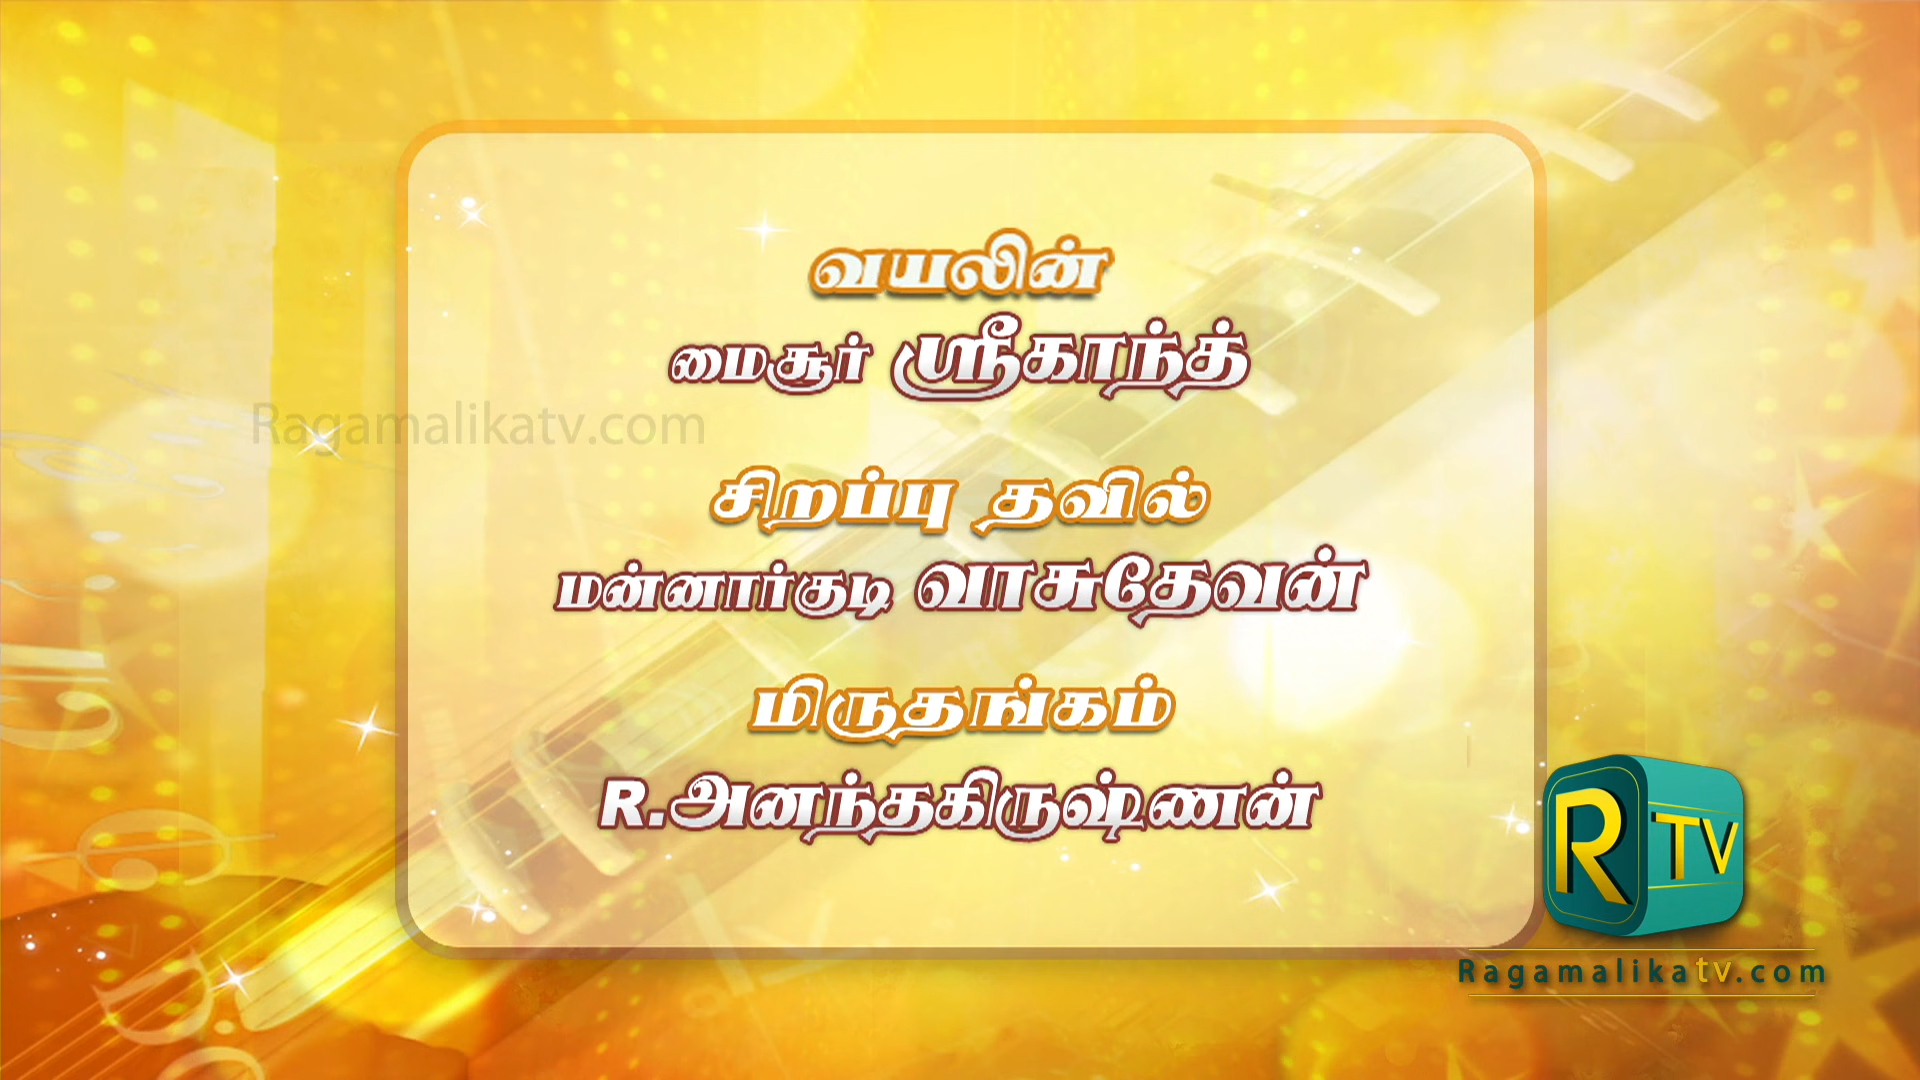 வயலின்
மைசூர் ஸ்ரீகாந்த்
Ragamalikatv.com
சிறப்பு தவில்
மன்னார்குடி வாசுதேவன்
மிருதங்கம்
R.அனந்தகிருஷ்ணன்
R TV
Ragamalikatv.com